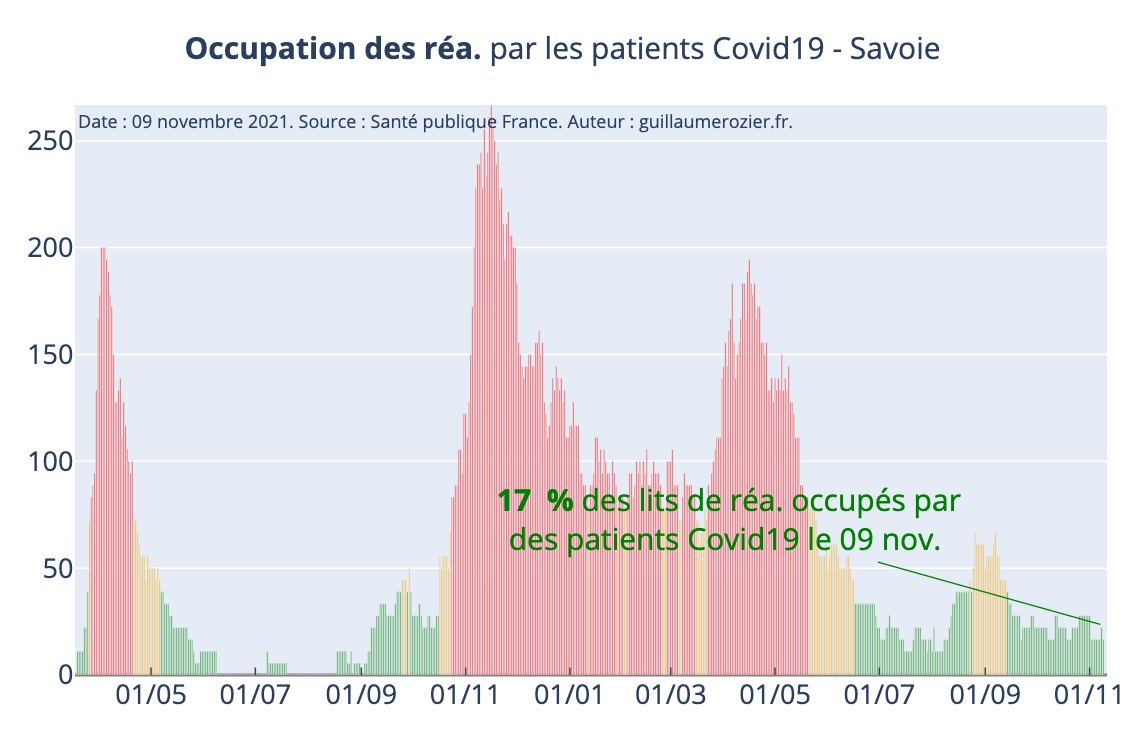 Occupation des réa. par les patients Covid19 - Savoie
Date : 09 novembre 2021. Source : Santé publique France. Auteur : guillaumerozier.fr.
250
200
150
100
50
0
17 % des lits de réa. occupés par
des patients Covid19 le 09 nov.
01/05 01/07 01/09 01/11 01/01 01/03 01/05 01/07 01/09 01/11